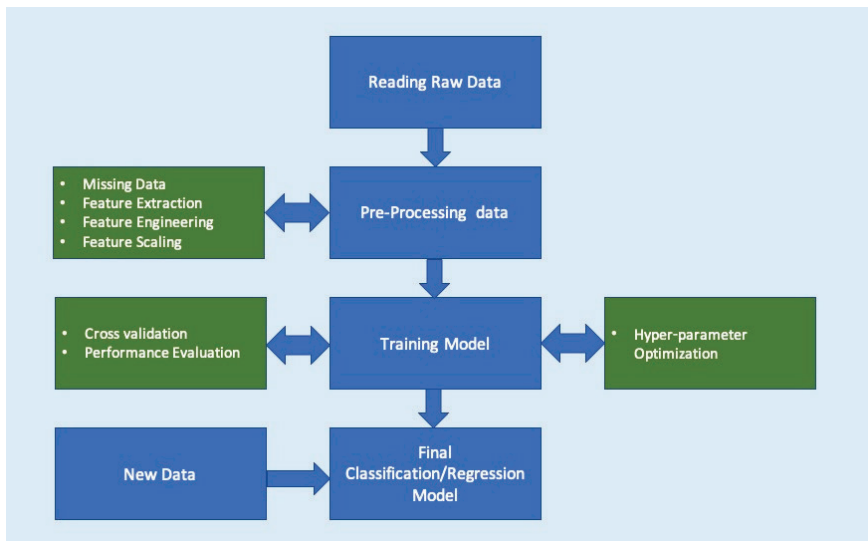 Reading Raw Data
• Missing Data
• Feature Extraction
• Feature Engineering
• Feature Scaling
Pre-Processing data
• Cross validation
• Performance Evaluation
Training Model
• Hyper-parameter
Optimization
New Data
Final
Classification/Regression
Model